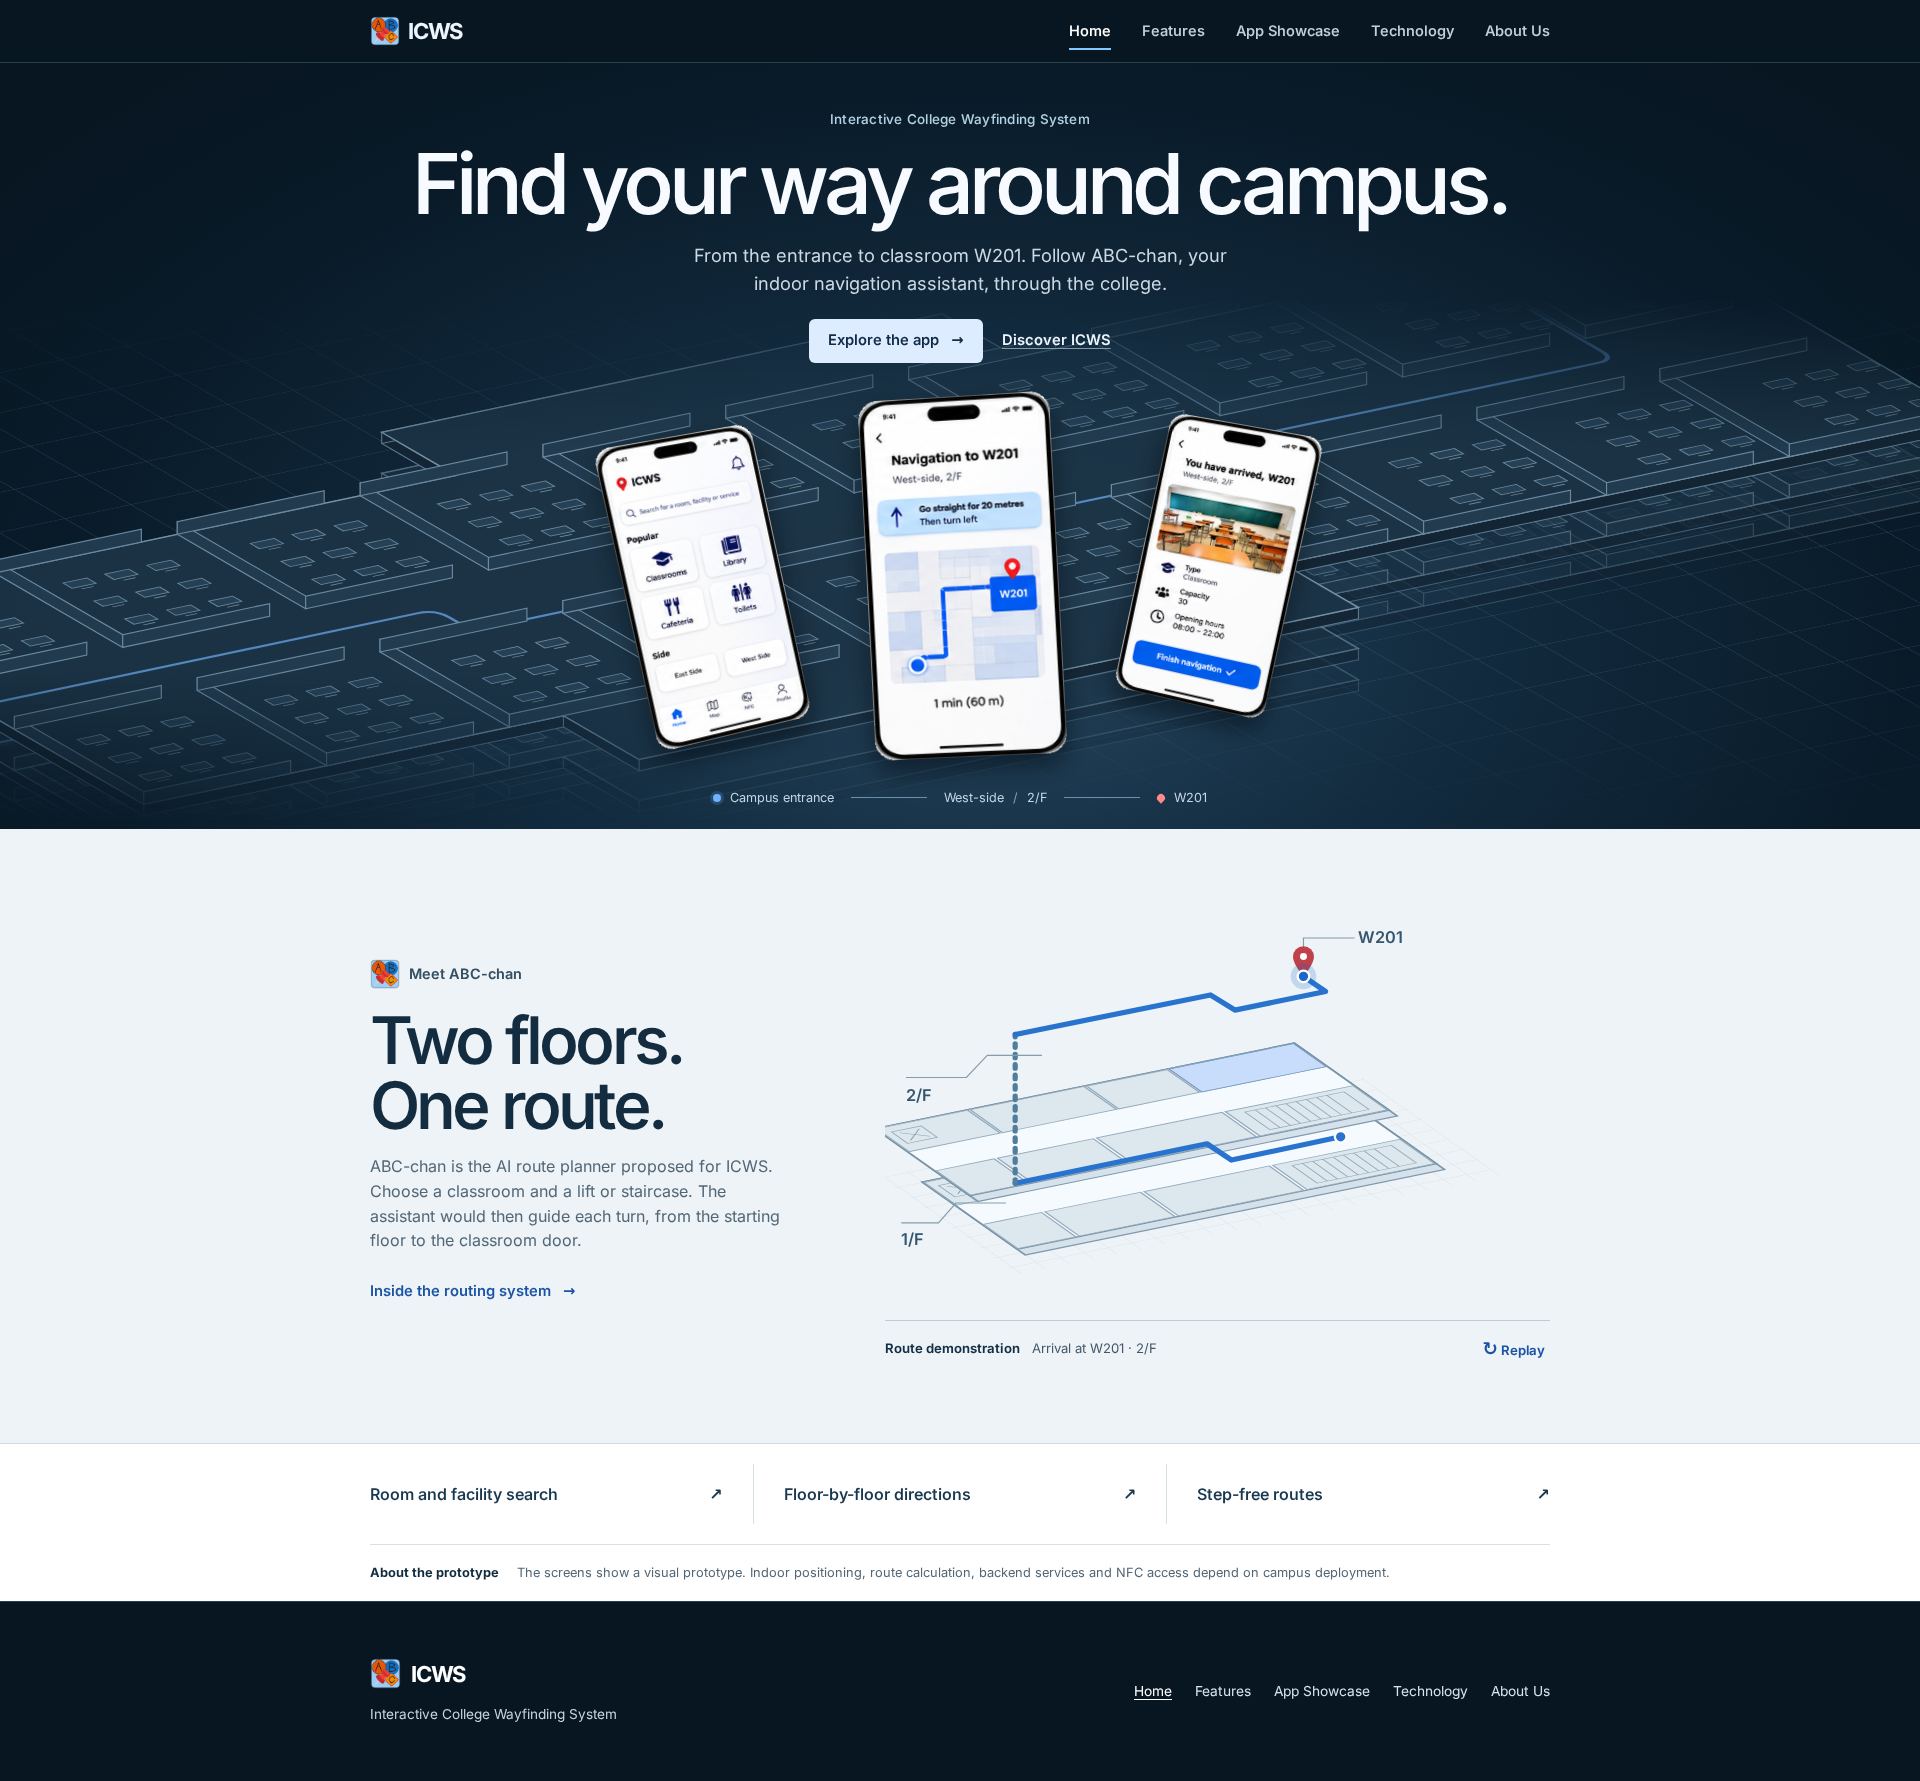 ICWS
Home Features App Showcase Technology About Us
Interactive College Wayfinding System
Find your way around campus.
From the entrance to classroom W201. Follow ABC-chan, your
indoor navigation assistant, through the college.
Explore the app → Discover ICWS
9:41
ICWS
Search for a room, facility or service
Popular
Classrooms Library
Cafeteria Toilets
Side
East Side West Side
Home Map NFC Profile
9:41
Navigation to W201
West-side, 2/F
Go straight for 20 metres
Then turn left
W201
1 min (60 m)
9:41
You have arrived, W201
West-side, 2/F
Type
Classroom
Capacity
30
Opening hours
08:00 – 22:00
Finish navigation ✓
Campus entrance West-side / 2/F W201
Meet ABC-chan
Two floors.
One route.
ABC-chan is the AI route planner proposed for ICWS.
Choose a classroom and a lift or staircase. The
assistant would then guide each turn, from the starting
floor to the classroom door.
Inside the routing system →
W201
2/F
1/F
Route demonstration Arrival at W201 · 2/F ↻ Replay
Room and facility search ↗ Floor-by-floor directions ↗ Step-free routes ↗
About the prototype The screens show a visual prototype. Indoor positioning, route calculation, backend services and NFC access depend on campus deployment.
ICWS
Interactive College Wayfinding System
Home Features App Showcase Technology About Us